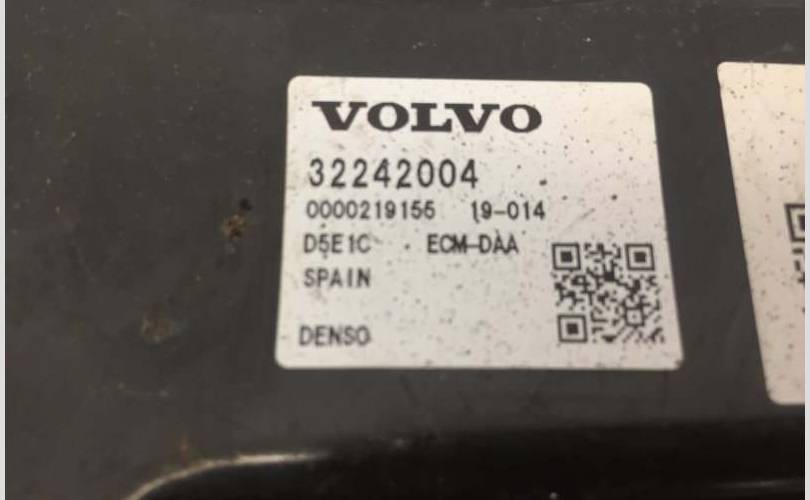 VOLVO
32242004
0000219155 19-014
D5E1C ECM-DAA
SPAIN
DENSO